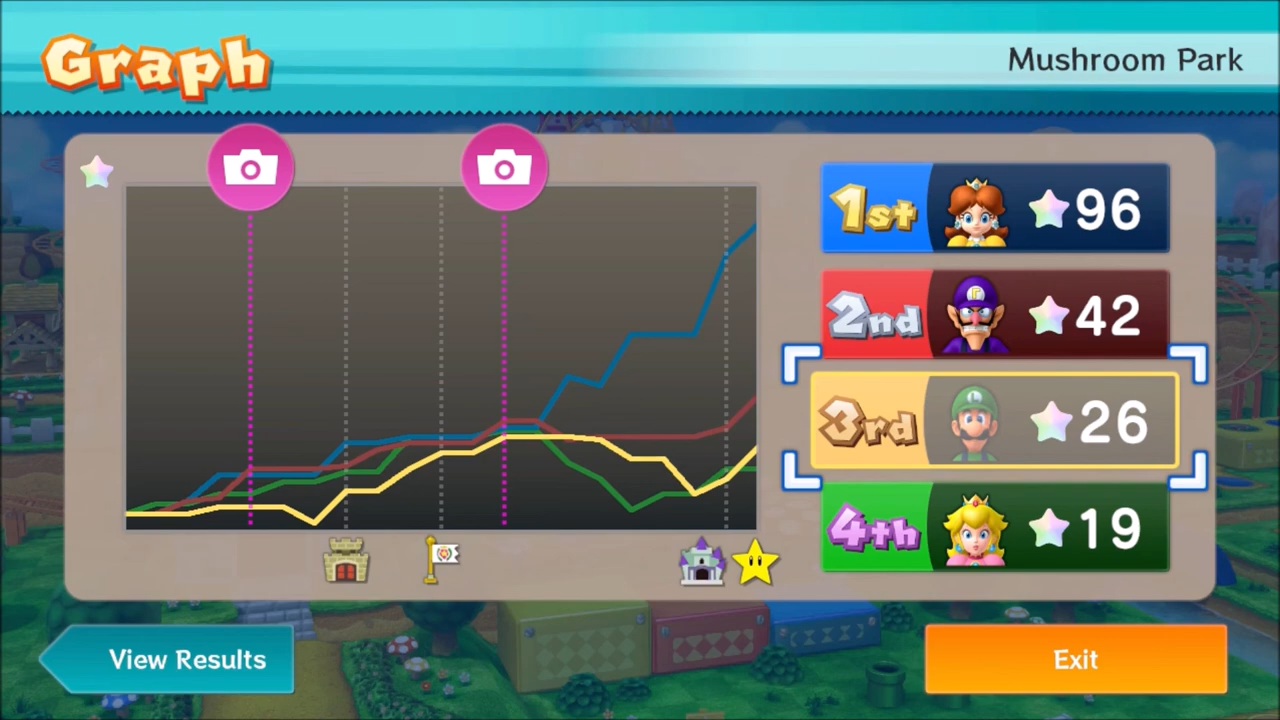 Graph
Mushroom Park
1st 96
2nd 42
L
3rd 26
4th 19
View Results
Exit